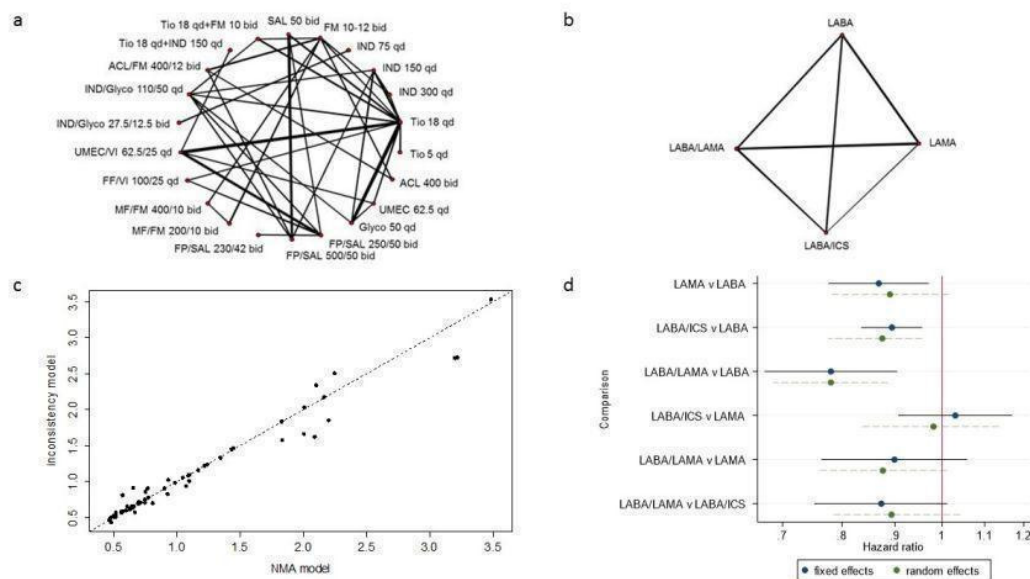 a
Tio 18 qd+FM 10 bid
SAL 50 bid
FM 10-12 bid
Tio 18 qd+IND 150 qd
IND 75 qd
ACL/FM 400/12 bid
IND 150 qd
IND/Glyco 110/50 qd
IND 300 qd
IND/Glyco 27.5/12.5 bid
Tio 18 qd
UMEC/VI 62.5/25 qd
Tio 5 qd
FF/VI 100/25 qd
ACL 400 bid
MF/FM 400/10 bid
UMEC 62.5 qd
MF/FM 200/10 bid
Glyco 50 qd
FP/SAL 230/42 bid
FP/SAL 250/50 bid
FP/SAL 500/50 bid
b
LABA
LABA/LAMA
LAMA
LABA/ICS
c
Inconsistency model
3.5
3.0
2.5
2.0
1.5
1.0
0.5
0.5 1.0 1.5 2.0 2.5 3.0 3.5
NMA model
d
Comparison
LAMA v LABA
LABA/ICS v LABA
LABA/LAMA v LABA
LABA/ICS v LAMA
LABA/LAMA v LAMA
LABA/LAMA v LABA/ICS
.7 .8 .9 1 1.1 1.2
Hazard ratio
fixed effects random effects